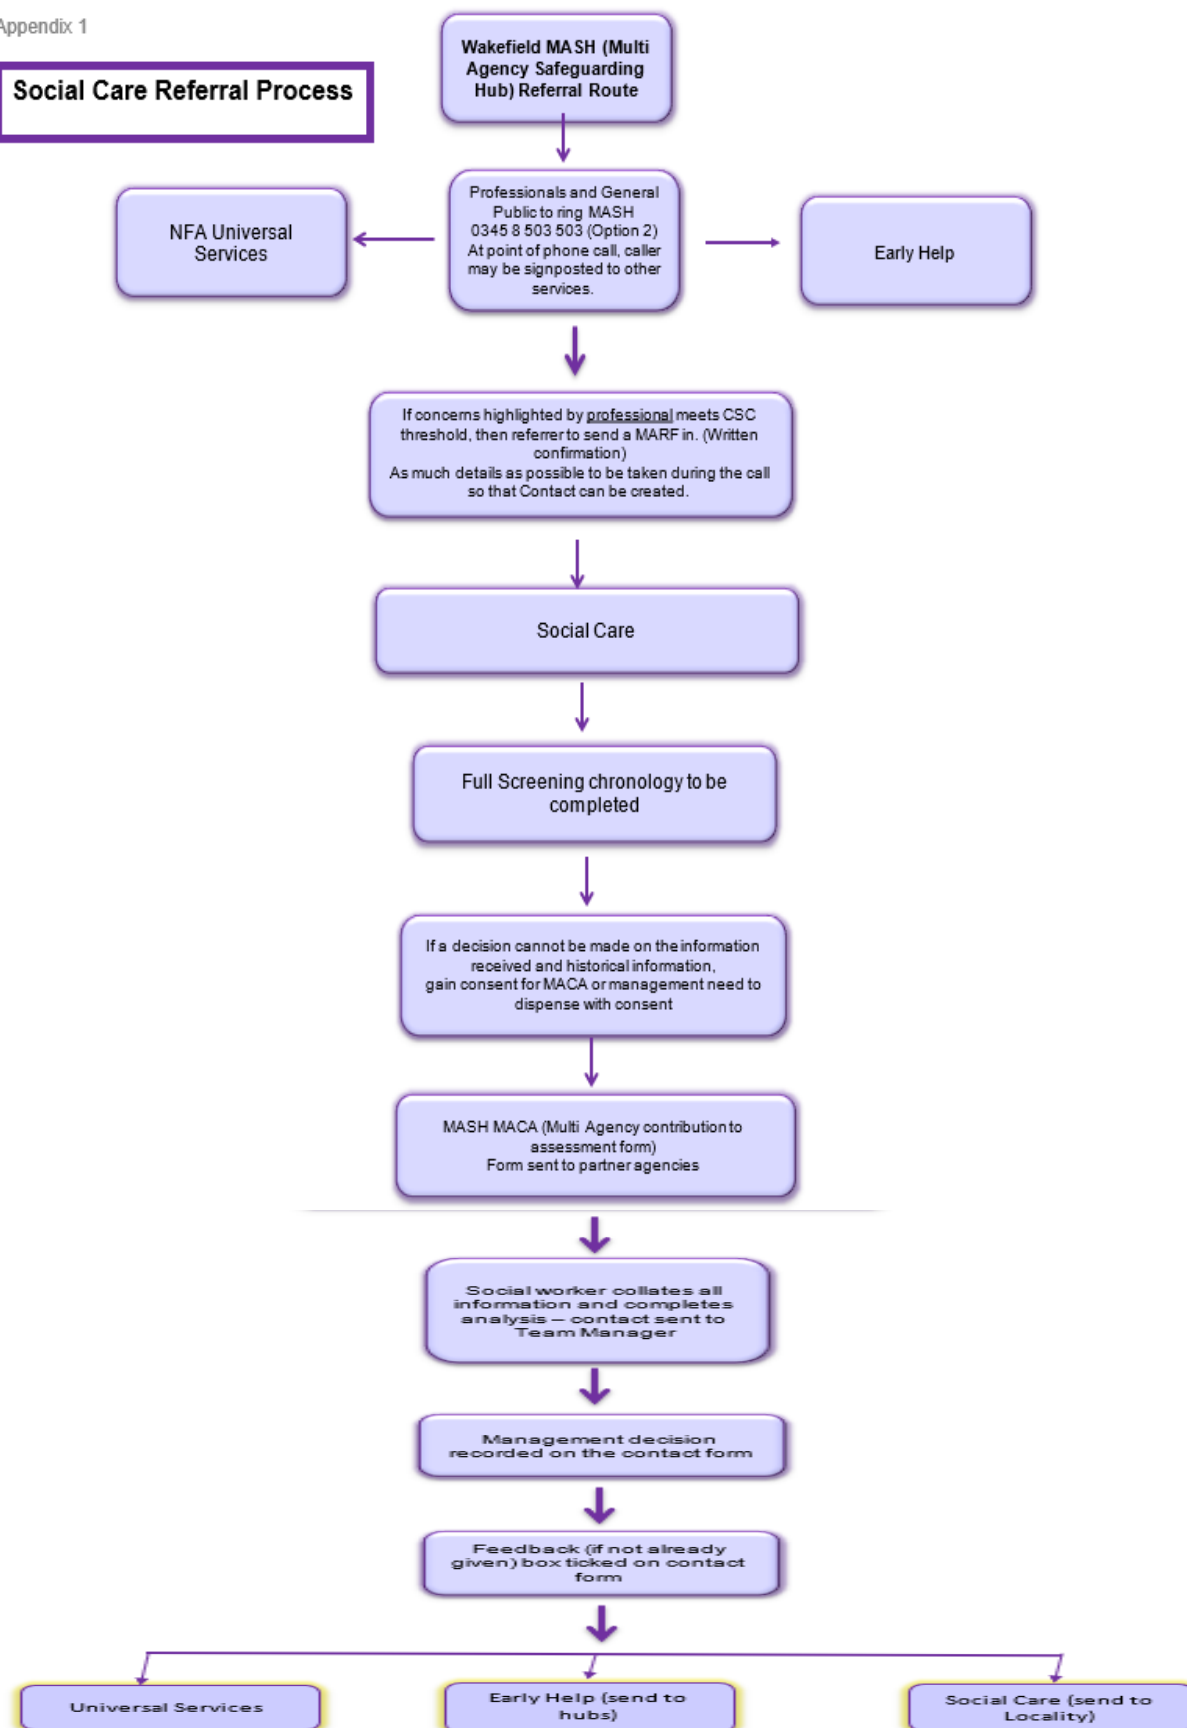 Appendix 1
Social Care Referral Process
Wakefield MASH (Multi
Agency Safeguarding
Hub) Referral Route
Professionals and General
Public to ring MASH
0345 8 503 503 (Option 2)
At point of phone call, caller
may be signposted to other
services.
NFA Universal
Services
Early Help
If concerns highlighted by professional meets CSC
threshold, then referrer to send a MARF in. (Written
confirmation)
As much details as possible to be taken during the call
so that Contact can be created.
Social Care
Full Screening chronology to be
completed
If a decision cannot be made on the information
received and historical information,
gain consent for MACA or management need to
dispense with consent
MASH MACA (Multi Agency contribution to
assessment form)
Form sent to partner agencies
Social worker collates all
information and completes
analysis – contact sent to
Team Manager
Management decision
recorded on the contact form
Feedback (if not already
given) box ticked on contact
form
Universal Services
Early Help (send to
hubs)
Social Care (send to
Locality)